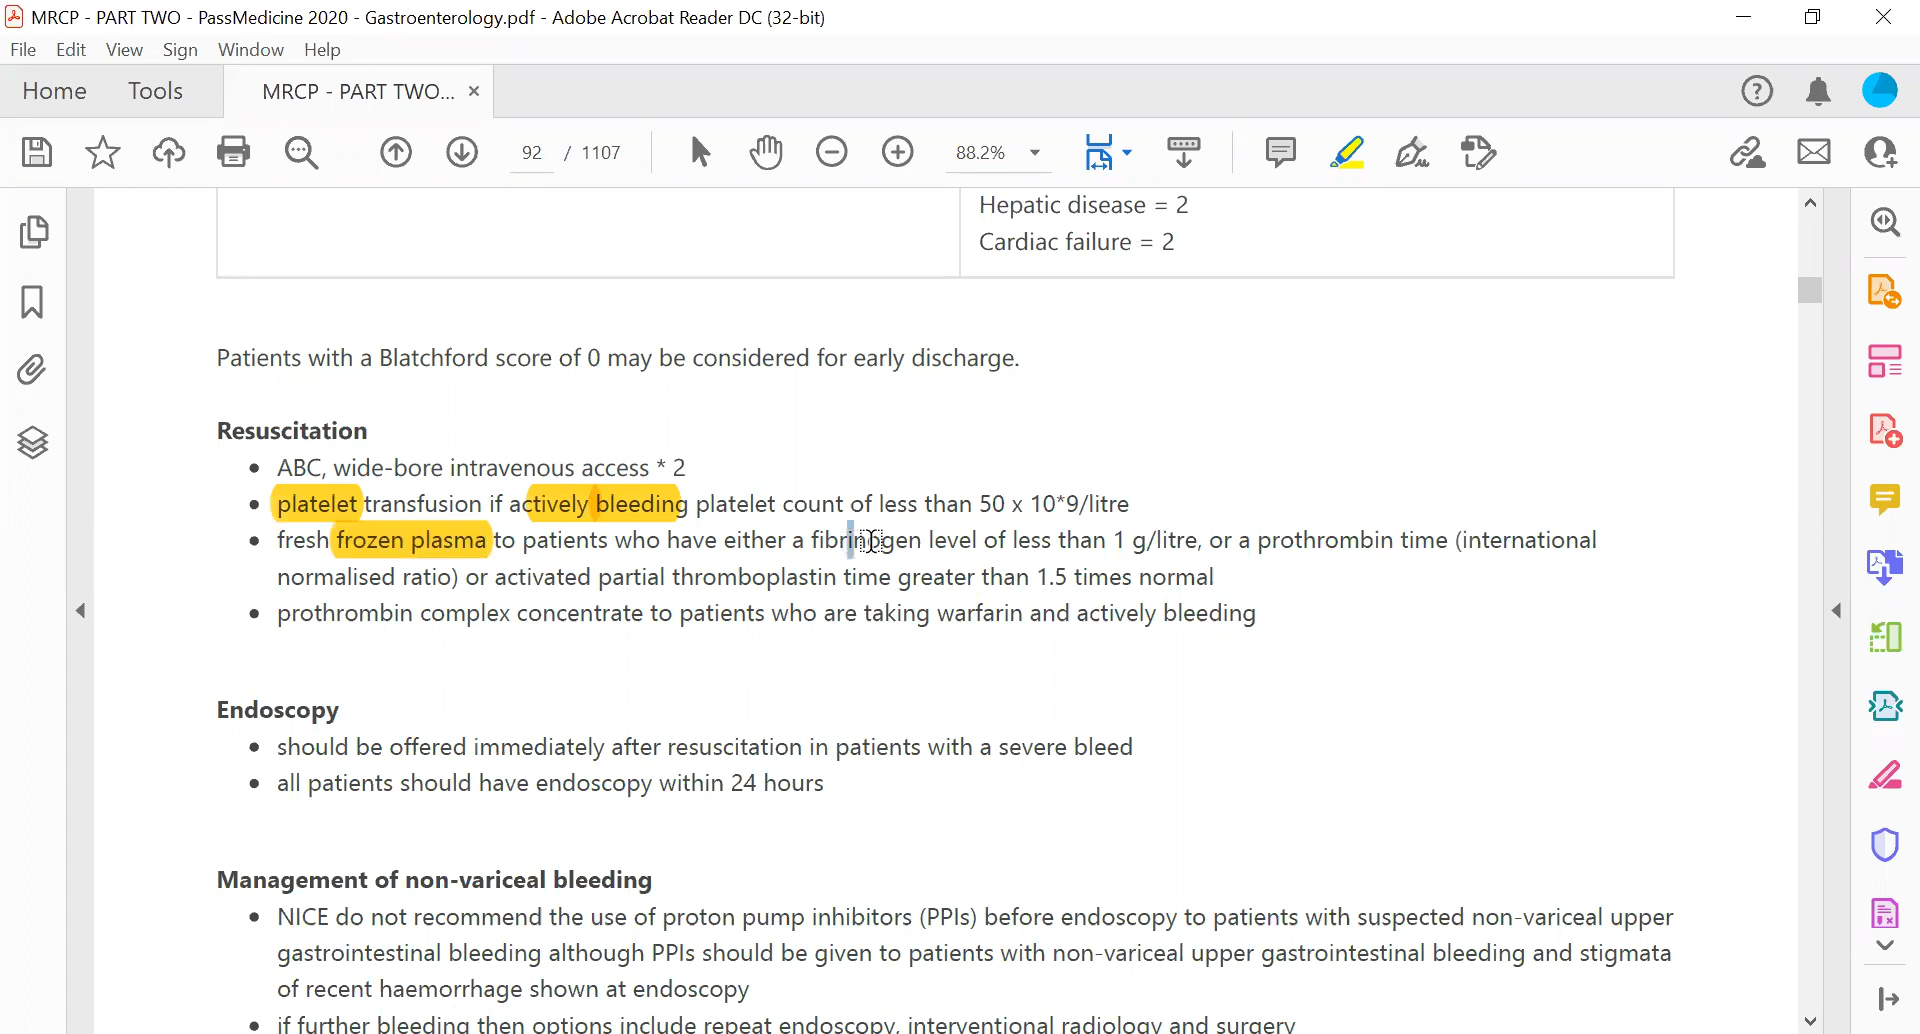 MRCP - PART TWO - PassMedicine 2020 - Gastroenterology.pdf - Adobe Acrobat Reader DC (32-bit)
File Edit View Sign Window Help
Home Tools MRCP - PART TWO... ×
92 / 1107 88.2%
Hepatic disease = 2
Cardiac failure = 2
Patients with a Blatchford score of 0 may be considered for early discharge.
Resuscitation
• ABC, wide-bore intravenous access * 2
• platelet transfusion if actively bleeding platelet count of less than 50 x 10*9/litre
• fresh frozen plasma to patients who have either a fibrinogen level of less than 1 g/litre, or a prothrombin time (international
normalised ratio) or activated partial thromboplastin time greater than 1.5 times normal
• prothrombin complex concentrate to patients who are taking warfarin and actively bleeding
Endoscopy
• should be offered immediately after resuscitation in patients with a severe bleed
• all patients should have endoscopy within 24 hours
Management of non-variceal bleeding
• NICE do not recommend the use of proton pump inhibitors (PPIs) before endoscopy to patients with suspected non-variceal upper
gastrointestinal bleeding although PPIs should be given to patients with non-variceal upper gastrointestinal bleeding and stigmata
of recent haemorrhage shown at endoscopy
• if further bleeding then options include repeat endoscopy, interventional radiology and surgery